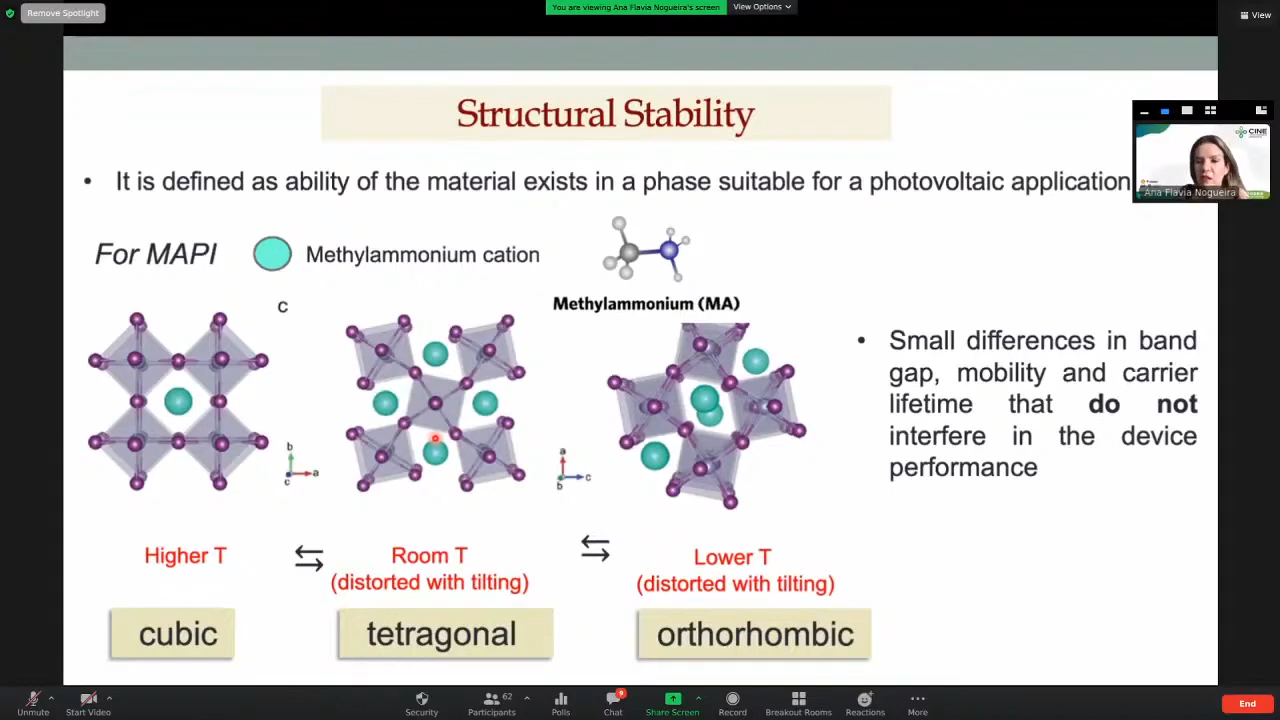 Remove Spotlight
You are viewing Ana Flavia Nogueira's screen
View Options
View
Structural Stability
CINE
Ana Flavia Nogueira
• It is defined as ability of the material exists in a phase suitable for a photovoltaic application
For MAPI
Methylammonium cation
Methylammonium (MA)
C
• Small differences in band
gap, mobility and carrier
lifetime that do not
interfere in the device
performance
b
a
c
a
c
b
Higher T
Room T
(distorted with tilting)
Lower T
(distorted with tilting)
cubic
tetragonal
orthorhombic
Unmute
Start Video
Security
Participants
62
Polls
Chat
9
Share Screen
Record
Breakout Rooms
Reactions
More
End